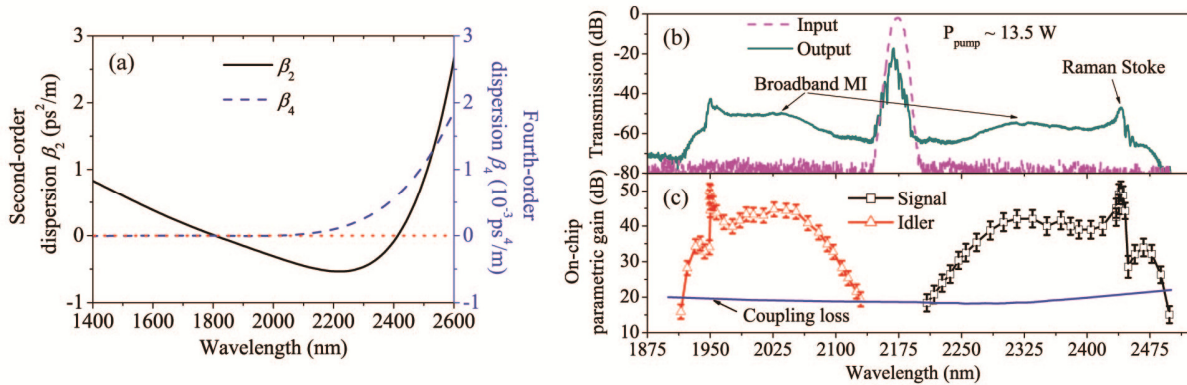 3
2
1
0
-1
Second-order
dispersion β₂ (ps²/m)
(a)
β₂
β₄
3
2
1
0
-1
Fourth-order
dispersion β₄ (10⁻³ ps⁴/m)
1400 1600 1800 2000 2200 2400 2600
Wavelength (nm)
0
-20
-40
-60
-80
Transmission (dB)
(b)
Input
Output
P_pump ~ 13.5 W
Broadband MI
Raman Stoke
50
40
30
20
10
On-chip
parametric gain (dB)
(c)
Signal
Idler
Coupling loss
1875 1950 2025 2100 2175 2250 2325 2400 2475
Wavelength (nm)